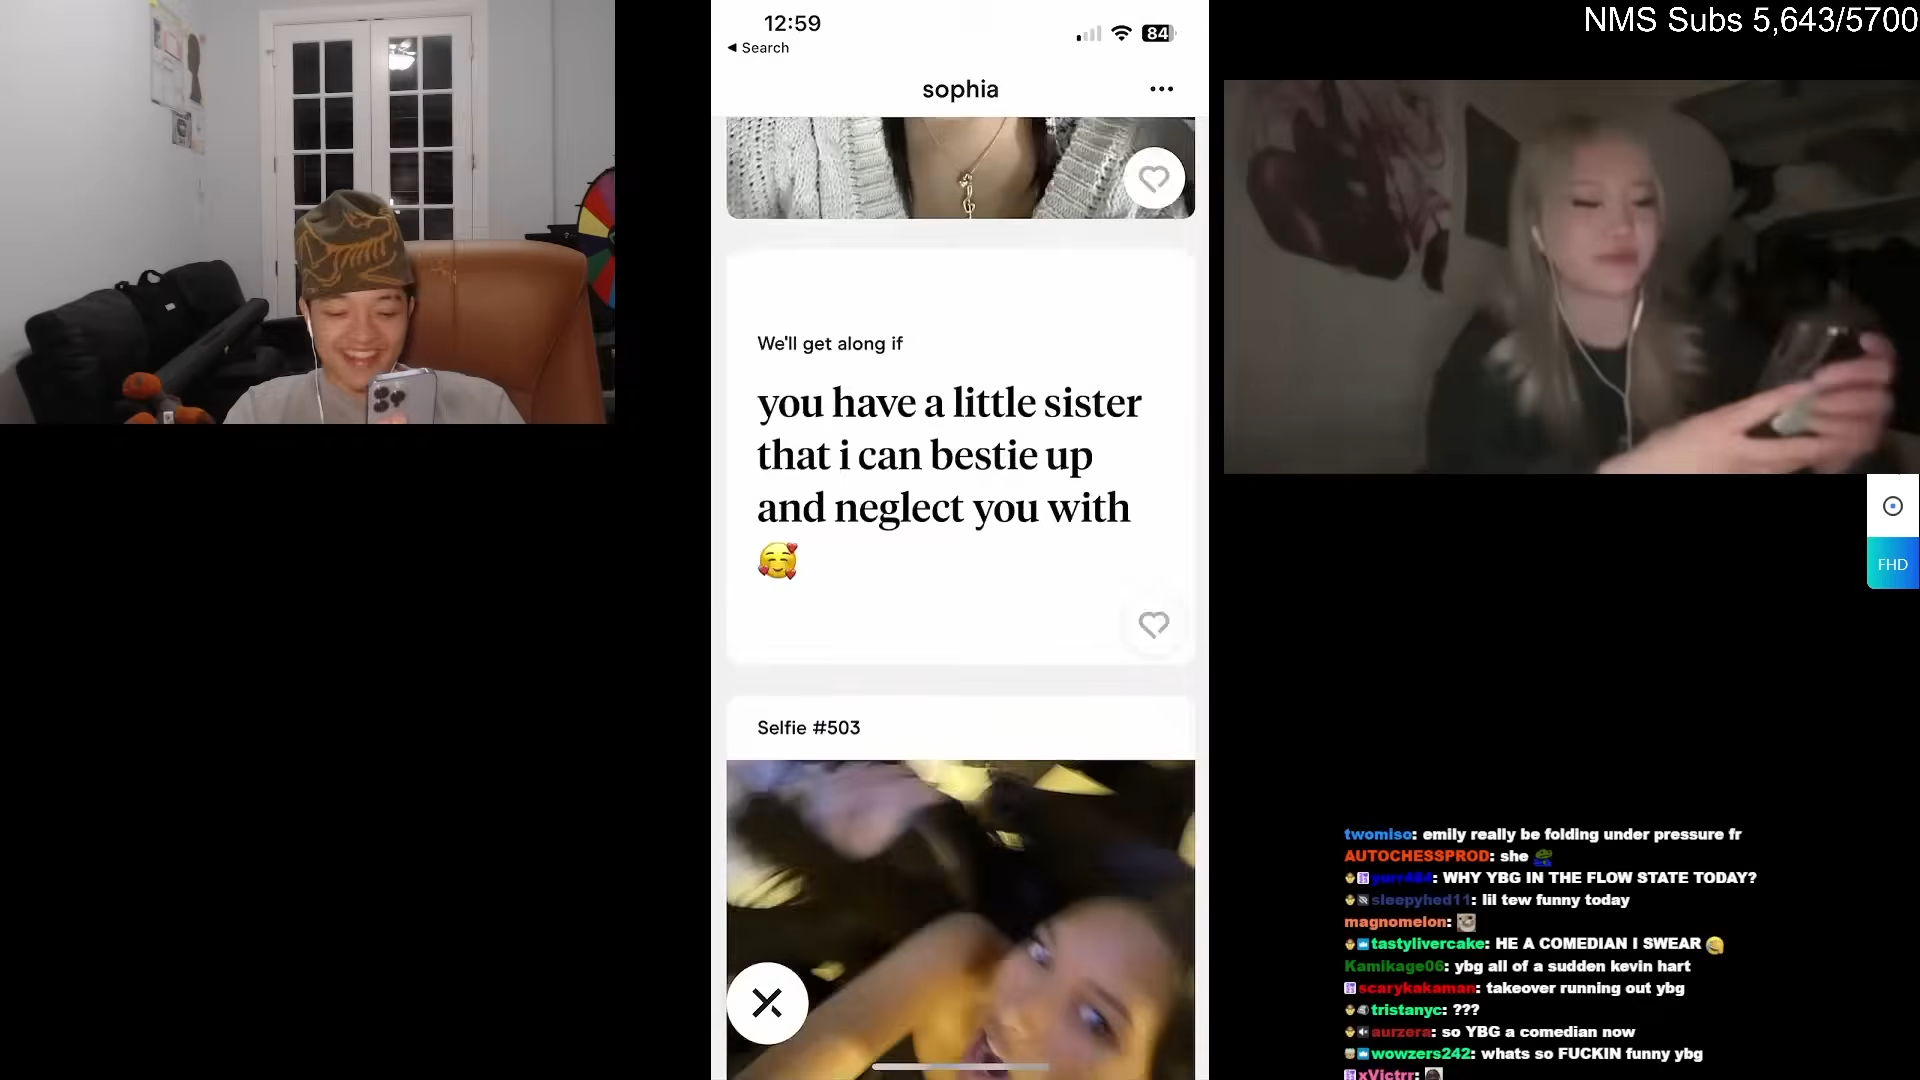 NMS Subs 5,643/5700
12:59
Search
84
sophia
We'll get along if
you have a little sister
that i can bestie up
and neglect you with
🥰
Selfie #503
FHD
twomiso: emily really be folding under pressure fr
AUTOCHESSPROD: she
yurr484: WHY YBG IN THE FLOW STATE TODAY?
sleepyhed11: lil tew funny today
magnomelon:
tastylivercake: HE A COMEDIAN I SWEAR
Kamikage06: ybg all of a sudden kevin hart
scarykakaman: takeover running out ybg
tristanyc: ???
aurzera: so YBG a comedian now
wowzers242: whats so FUCKIN funny ybg
xVictrr: